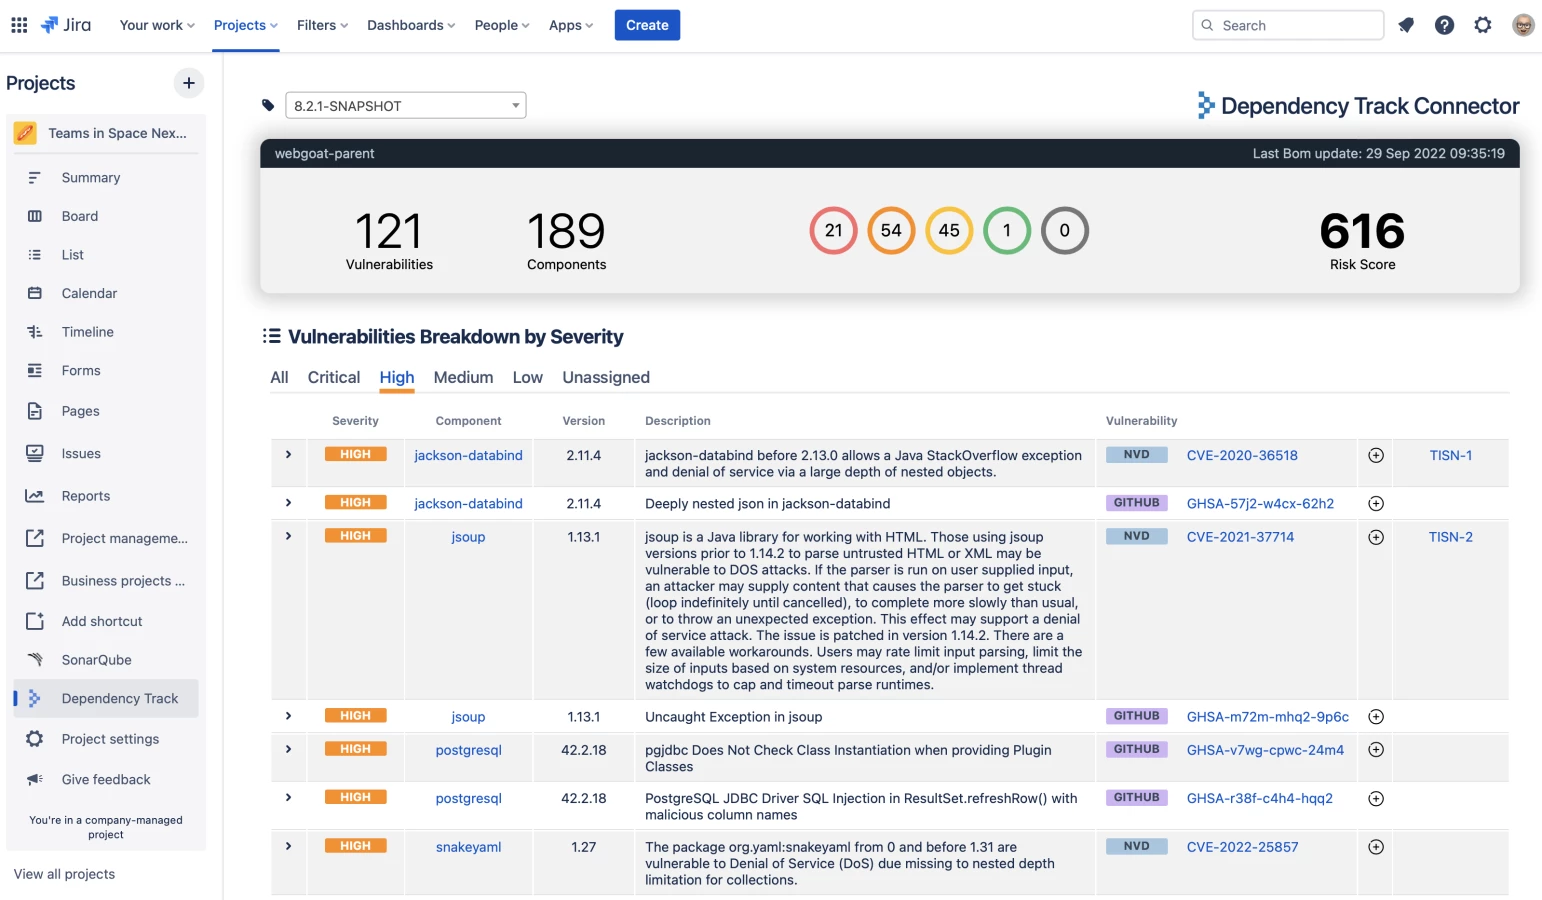 Jira
Your work
Projects
Filters
Dashboards
People
Apps
Create
Search
Projects
Teams in Space Nex...
Summary
Board
List
Calendar
Timeline
Forms
Pages
Issues
Reports
Project manageme...
Business projects ...
Add shortcut
SonarQube
Dependency Track
Project settings
Give feedback
You're in a company-managed
project
View all projects
8.2.1-SNAPSHOT
Dependency Track Connector
webgoat-parent
Last Bom update: 29 Sep 2022 09:35:19
121
Vulnerabilities
189
Components
21 54 45 1 0
616
Risk Score
Vulnerabilities Breakdown by Severity
All Critical High Medium Low Unassigned
Severity Component Version Description Vulnerability
HIGH jackson-databind 2.11.4 jackson-databind before 2.13.0 allows a Java StackOverflow exception NVD CVE-2020-36518 TISN-1
and denial of service via a large depth of nested objects.
HIGH jackson-databind 2.11.4 Deeply nested json in jackson-databind GITHUB GHSA-57j2-w4cx-62h2
HIGH jsoup 1.13.1 jsoup is a Java library for working with HTML. Those using jsoup NVD CVE-2021-37714 TISN-2
versions prior to 1.14.2 to parse untrusted HTML or XML may be
vulnerable to DOS attacks. If the parser is run on user supplied input,
an attacker may supply content that causes the parser to get stuck
(loop indefinitely until cancelled), to complete more slowly than usual,
or to throw an unexpected exception. This effect may support a denial
of service attack. The issue is patched in version 1.14.2. There are a
few available workarounds. Users may rate limit input parsing, limit the
size of inputs based on system resources, and/or implement thread
watchdogs to cap and timeout parse runtimes.
HIGH jsoup 1.13.1 Uncaught Exception in jsoup GITHUB GHSA-m72m-mhq2-9p6c
HIGH postgresql 42.2.18 pgjdbc Does Not Check Class Instantiation when providing Plugin GITHUB GHSA-v7wg-cpwc-24m4
Classes
HIGH postgresql 42.2.18 PostgreSQL JDBC Driver SQL Injection in ResultSet.refreshRow() with GITHUB GHSA-r38f-c4h4-hqq2
malicious column names
HIGH snakeyaml 1.27 The package org.yaml:snakeyaml from 0 and before 1.31 are NVD CVE-2022-25857
vulnerable to Denial of Service (DoS) due missing to nested depth
limitation for collections.